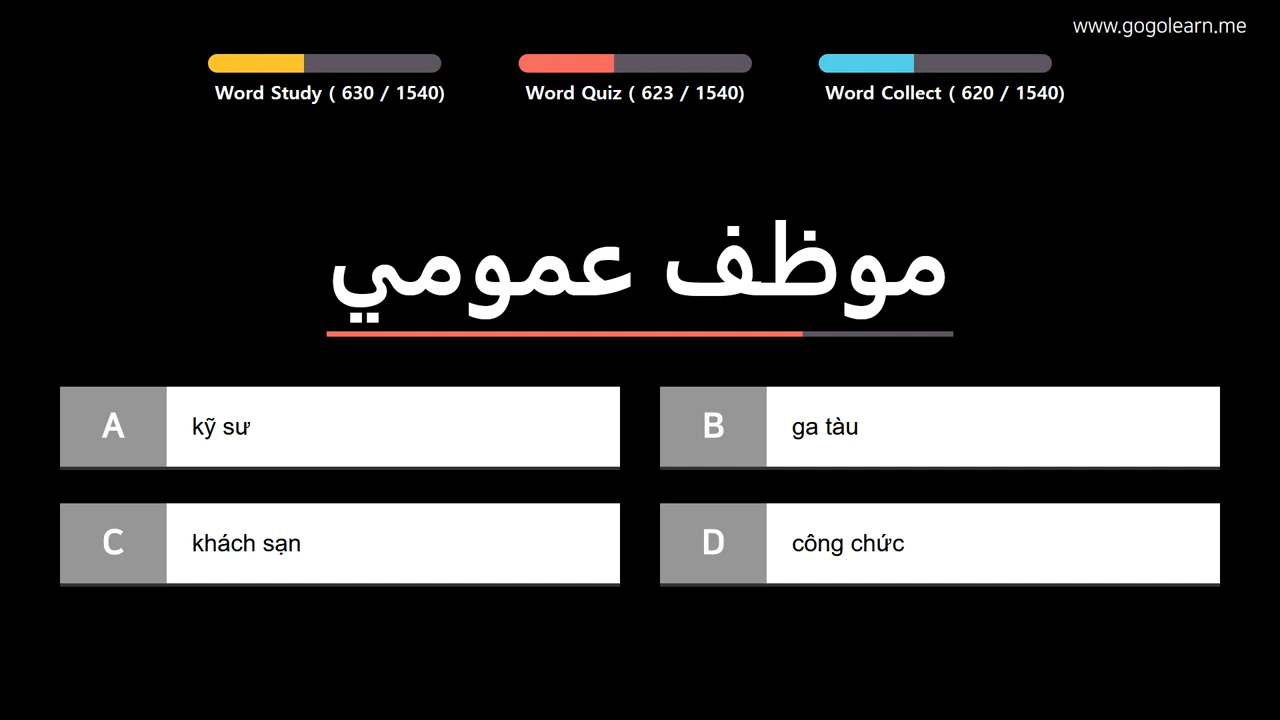 www.gogolearn.me
Word Study ( 630 / 1540)
Word Quiz ( 623 / 1540)
Word Collect ( 620 / 1540)
موظف عمومي
A kỹ sư
B ga tàu
C khách sạn
D công chức